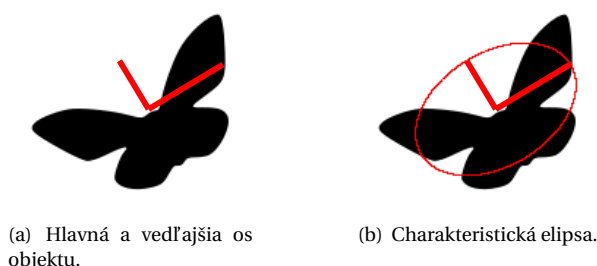 (a) Hlavná a vedľajšia os
objektu.
(b) Charakteristická elipsa.